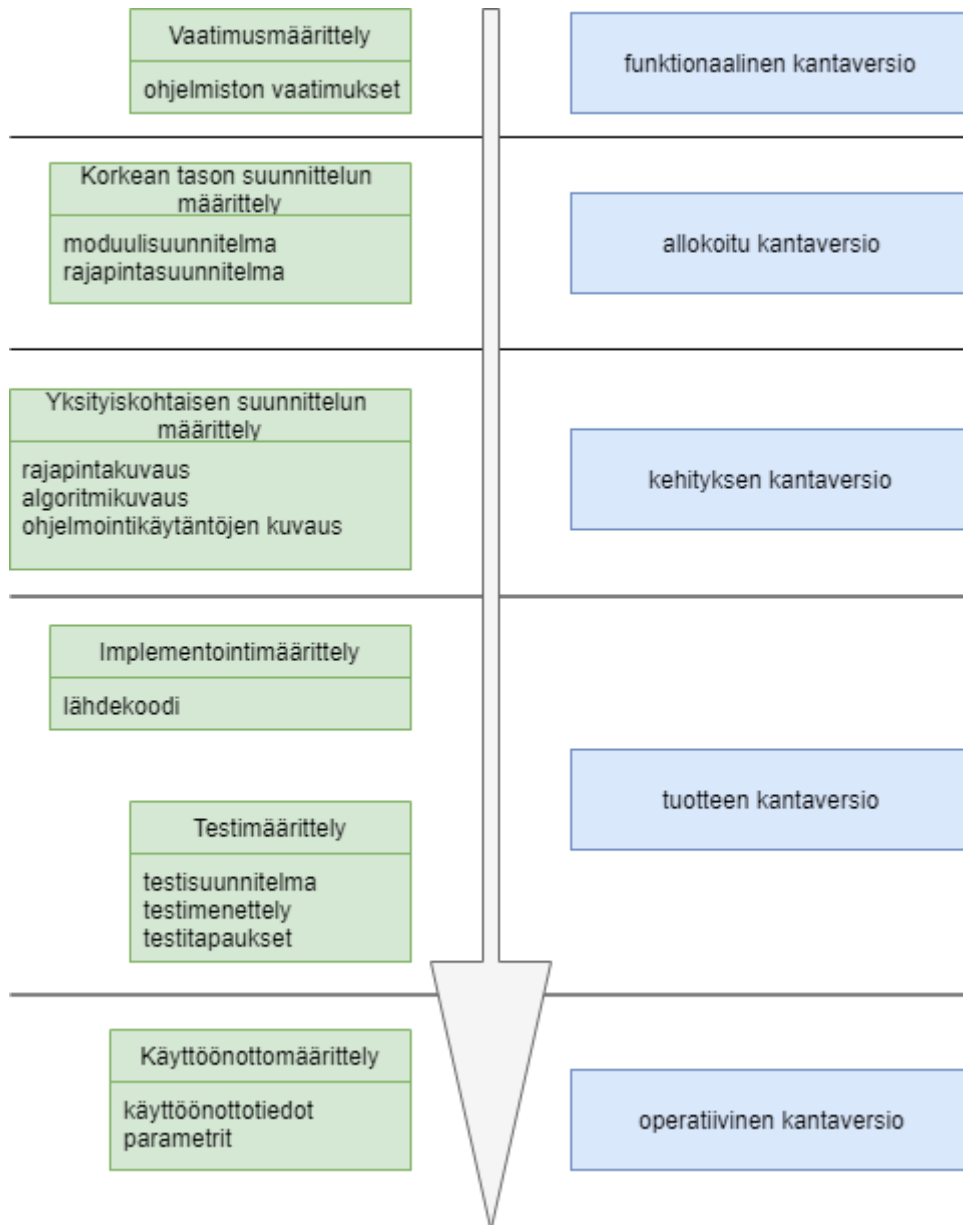 Vaatimusmäärittely
ohjelmiston vaatimukset
funktionaalinen kantaversio
Korkean tason suunnittelun
määrittely
moduulisuunnitelma
rajapintasuunnitelma
allokoitu kantaversio
Yksityiskohtaisen suunnittelun
määrittely
rajapintakuvaus
algoritmikuvaus
ohjelmointikäytäntöjen kuvaus
kehityksen kantaversio
Implementointimäärittely
lähdekoodi
Testimäärittely
testisuunnitelma
testimenettely
testitapaukset
tuotteen kantaversio
Käyttöönottomäärittely
käyttöönottotiedot
parametrit
operatiivinen kantaversio